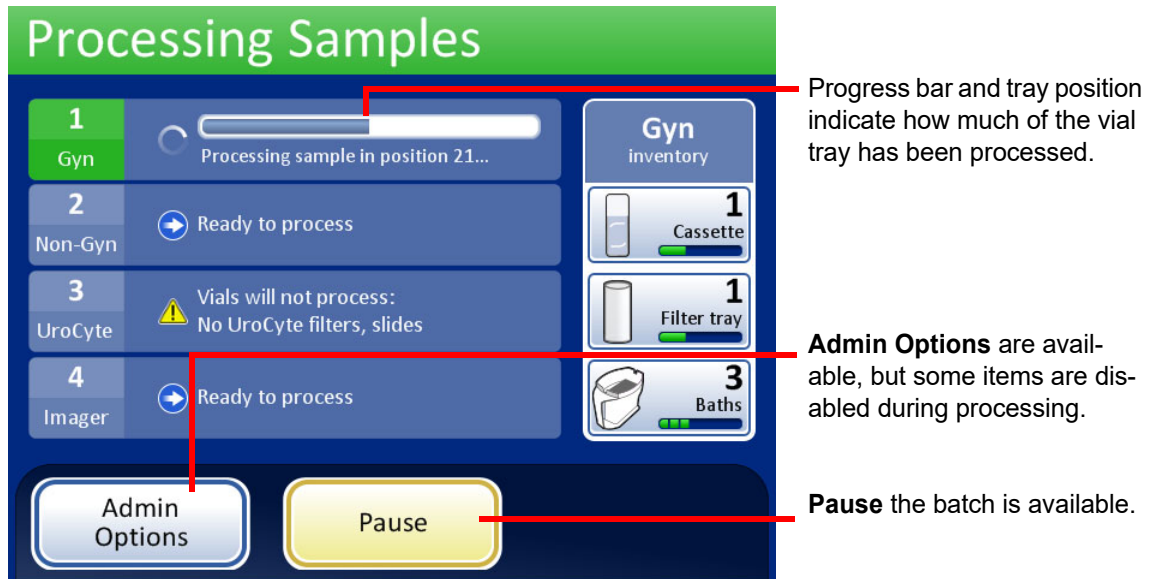 Processing Samples
1
Gyn
Processing sample in position 21...
2
Non-Gyn
Ready to process
3
UroCyte
Vials will not process:
No UroCyte filters, slides
4
Imager
Ready to process
Gyn
inventory
1
Cassette
1
Filter tray
3
Baths
Admin
Options
Pause
Progress bar and tray position
indicate how much of the vial
tray has been processed.
Admin Options are avail-
able, but some items are dis-
abled during processing.
Pause the batch is available.